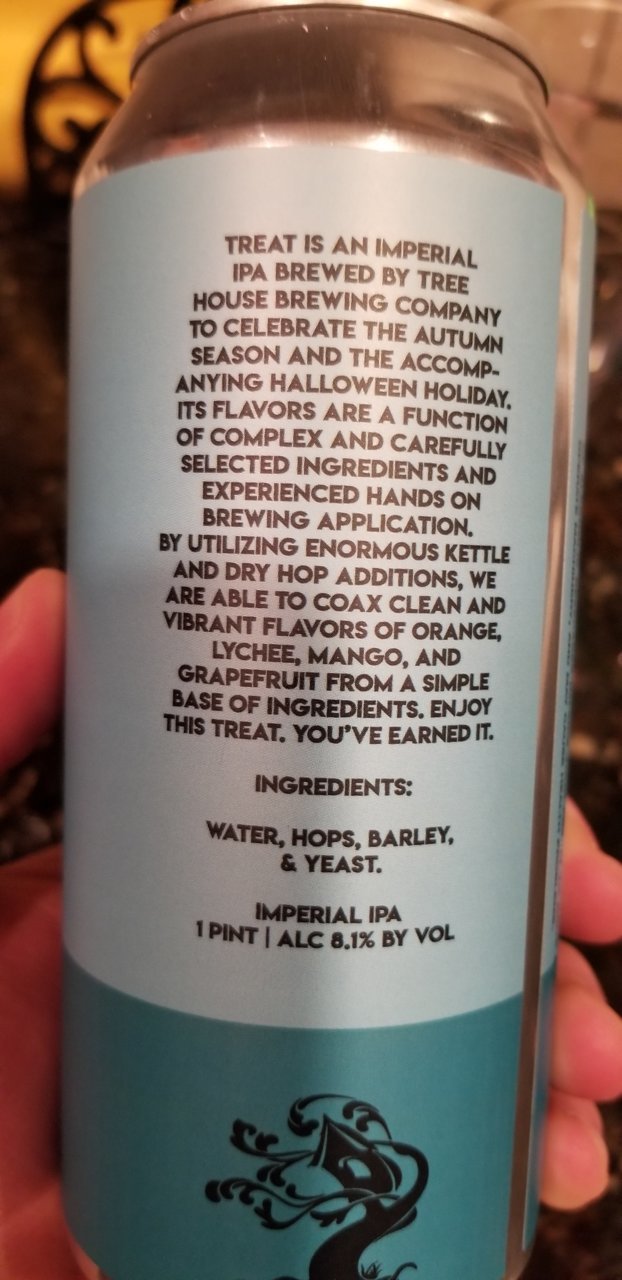 TREAT IS AN IMPERIAL
IPA BREWED BY TREE
HOUSE BREWING COMPANY
TO CELEBRATE THE AUTUMN
SEASON AND THE ACCOMP-
ANYING HALLOWEEN HOLIDAY.
ITS FLAVORS ARE A FUNCTION
OF COMPLEX AND CAREFULLY
SELECTED INGREDIENTS AND
EXPERIENCED HANDS ON
BREWING APPLICATION.
BY UTILIZING ENORMOUS KETTLE
AND DRY HOP ADDITIONS, WE
ARE ABLE TO COAX CLEAN AND
VIBRANT FLAVORS OF ORANGE,
LYCHEE, MANGO, AND
GRAPEFRUIT FROM A SIMPLE
BASE OF INGREDIENTS. ENJOY
THIS TREAT. YOU'VE EARNED IT.
INGREDIENTS:
WATER, HOPS, BARLEY,
& YEAST.
IMPERIAL IPA
1 PINT | ALC 8.1% BY VOL